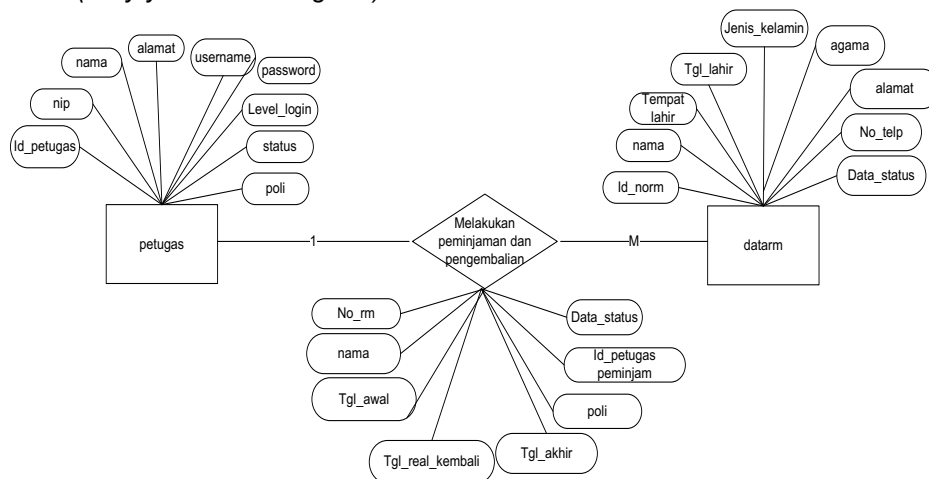 Jenis_kelamin
alamat
agama
nama
username
Tgl_lahir
password
alamat
nip
Tempat
lahir
Level_login
No_telp
Id_petugas
status
nama
Data_status
poli
Id_norm
petugas
1
Melakukan
peminjaman dan
pengembalian
M
datarm
No_rm
Data_status
nama
Id_petugas
peminjam
Tgl_awal
poli
Tgl_real_kembali
Tgl_akhir